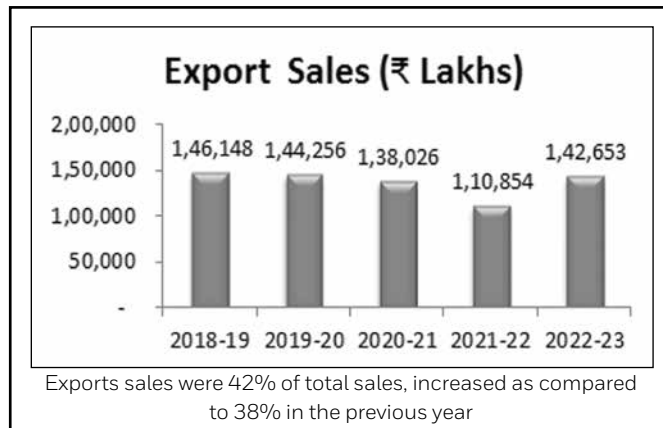 Export Sales (₹ Lakhs)
2,00,000
1,50,000
1,00,000
50,000
-
1,46,148
1,44,256
1,38,026
1,10,854
1,42,653
2018-19 2019-20 2020-21 2021-22 2022-23
Exports sales were 42% of total sales, increased as compared
to 38% in the previous year